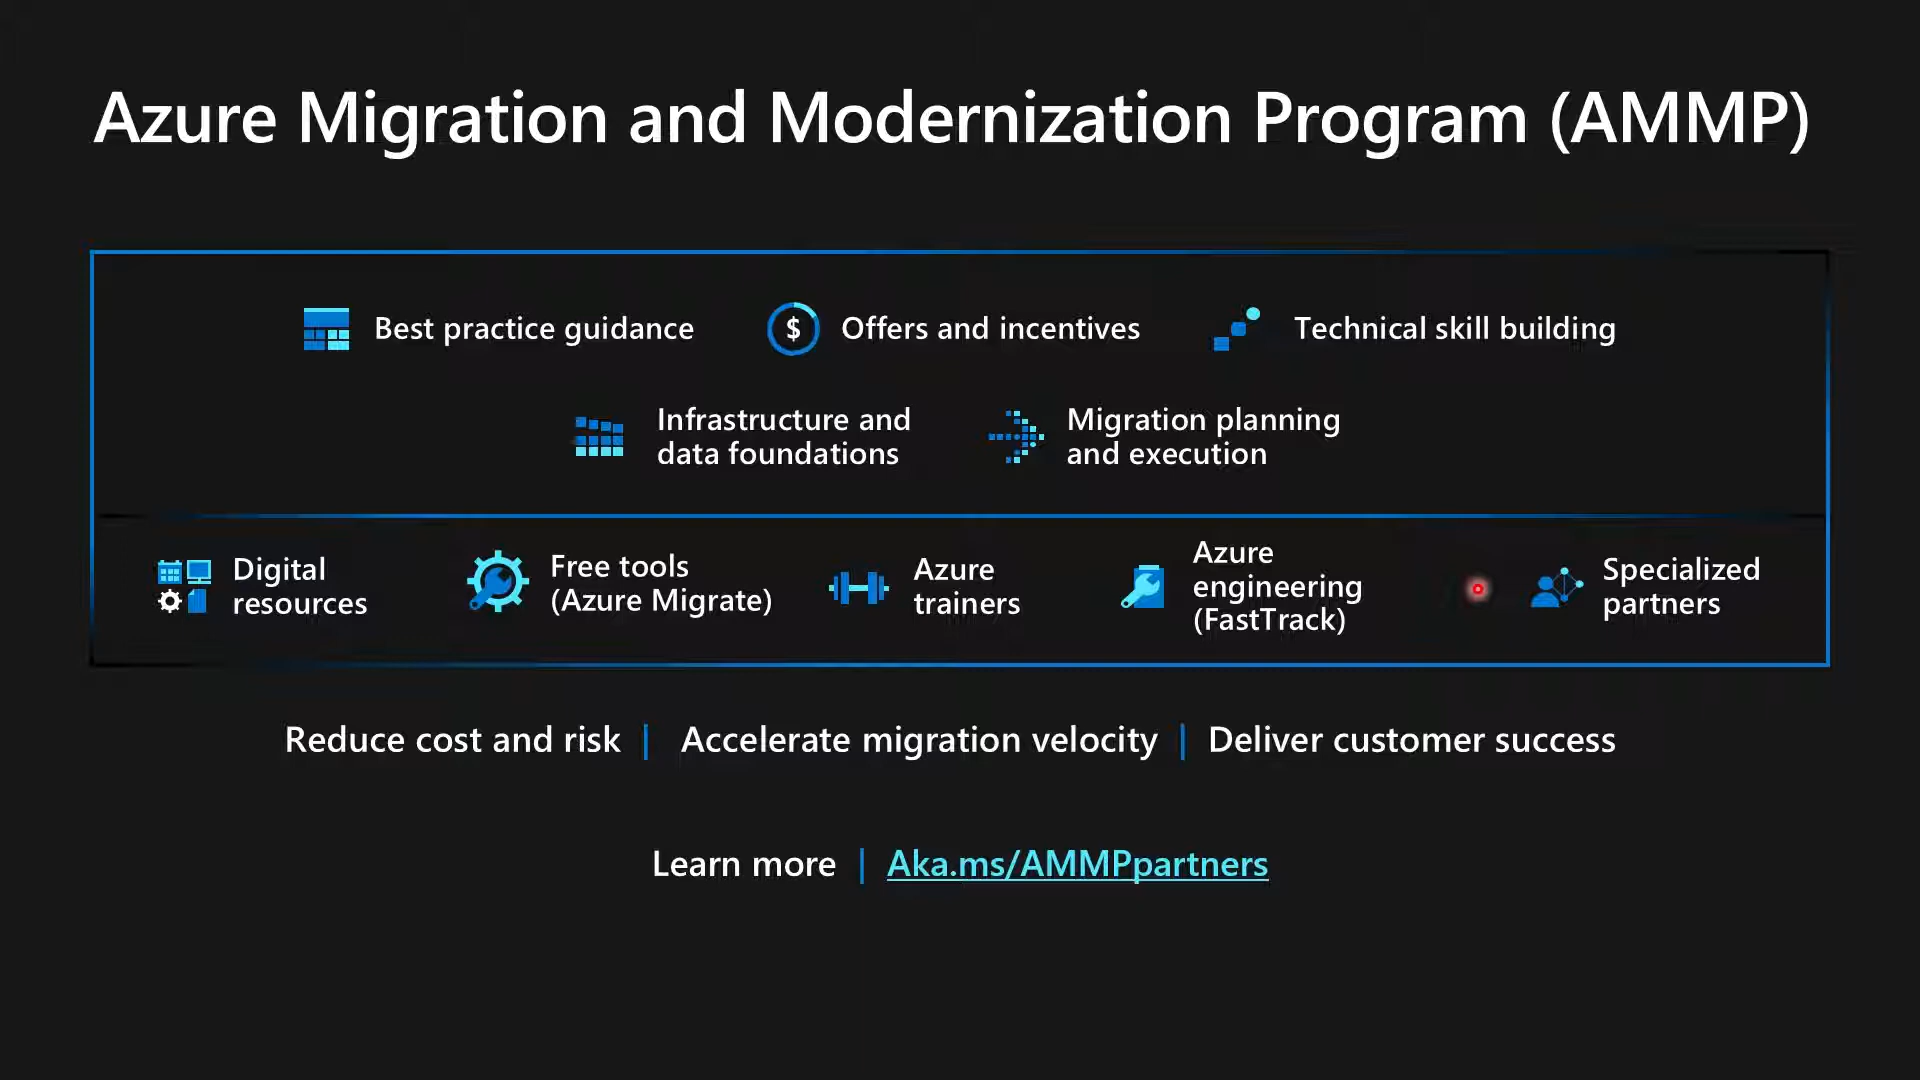 Azure Migration and Modernization Program (AMMP)
Best practice guidance
$ Offers and incentives
Technical skill building
Infrastructure and
data foundations
Migration planning
and execution
Digital
resources
Free tools
(Azure Migrate)
Azure
trainers
Azure
engineering
(FastTrack)
Specialized
partners
Reduce cost and risk | Accelerate migration velocity | Deliver customer success
Learn more | Aka.ms/AMMPpartners